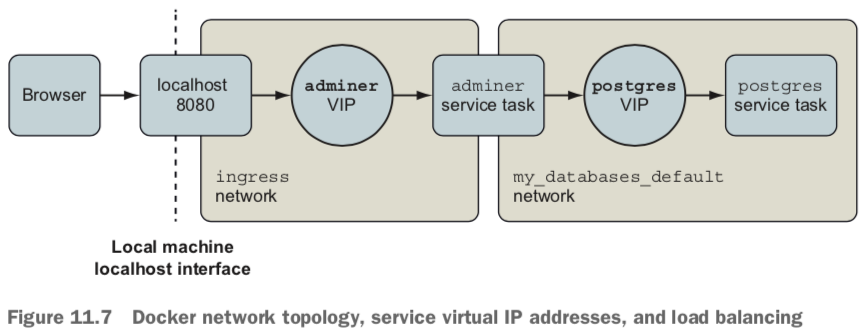 Browser
localhost
8080
adminer
VIP
adminer
service task
postgres
VIP
postgres
service task
ingress
network
my_databases_default
network
Local machine
localhost interface
Figure 11.7 Docker network topology, service virtual IP addresses, and load balancing